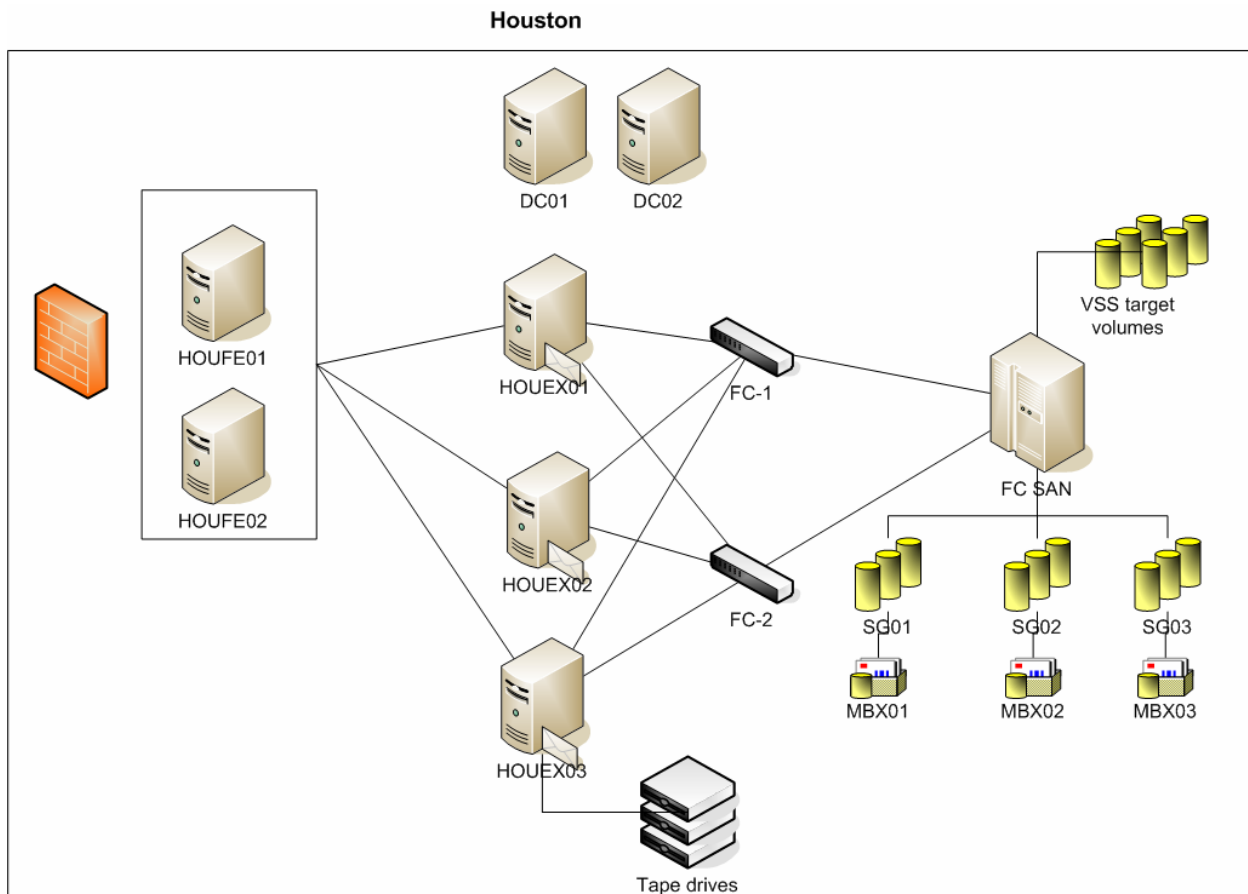 Houston
DC01
DC02
HOUFE01
HOUFE02
HOUEX01
HOUEX02
HOUEX03
FC-1
FC-2
VSS target
volumes
FC SAN
SG01
SG02
SG03
MBX01
MBX02
MBX03
Tape drives